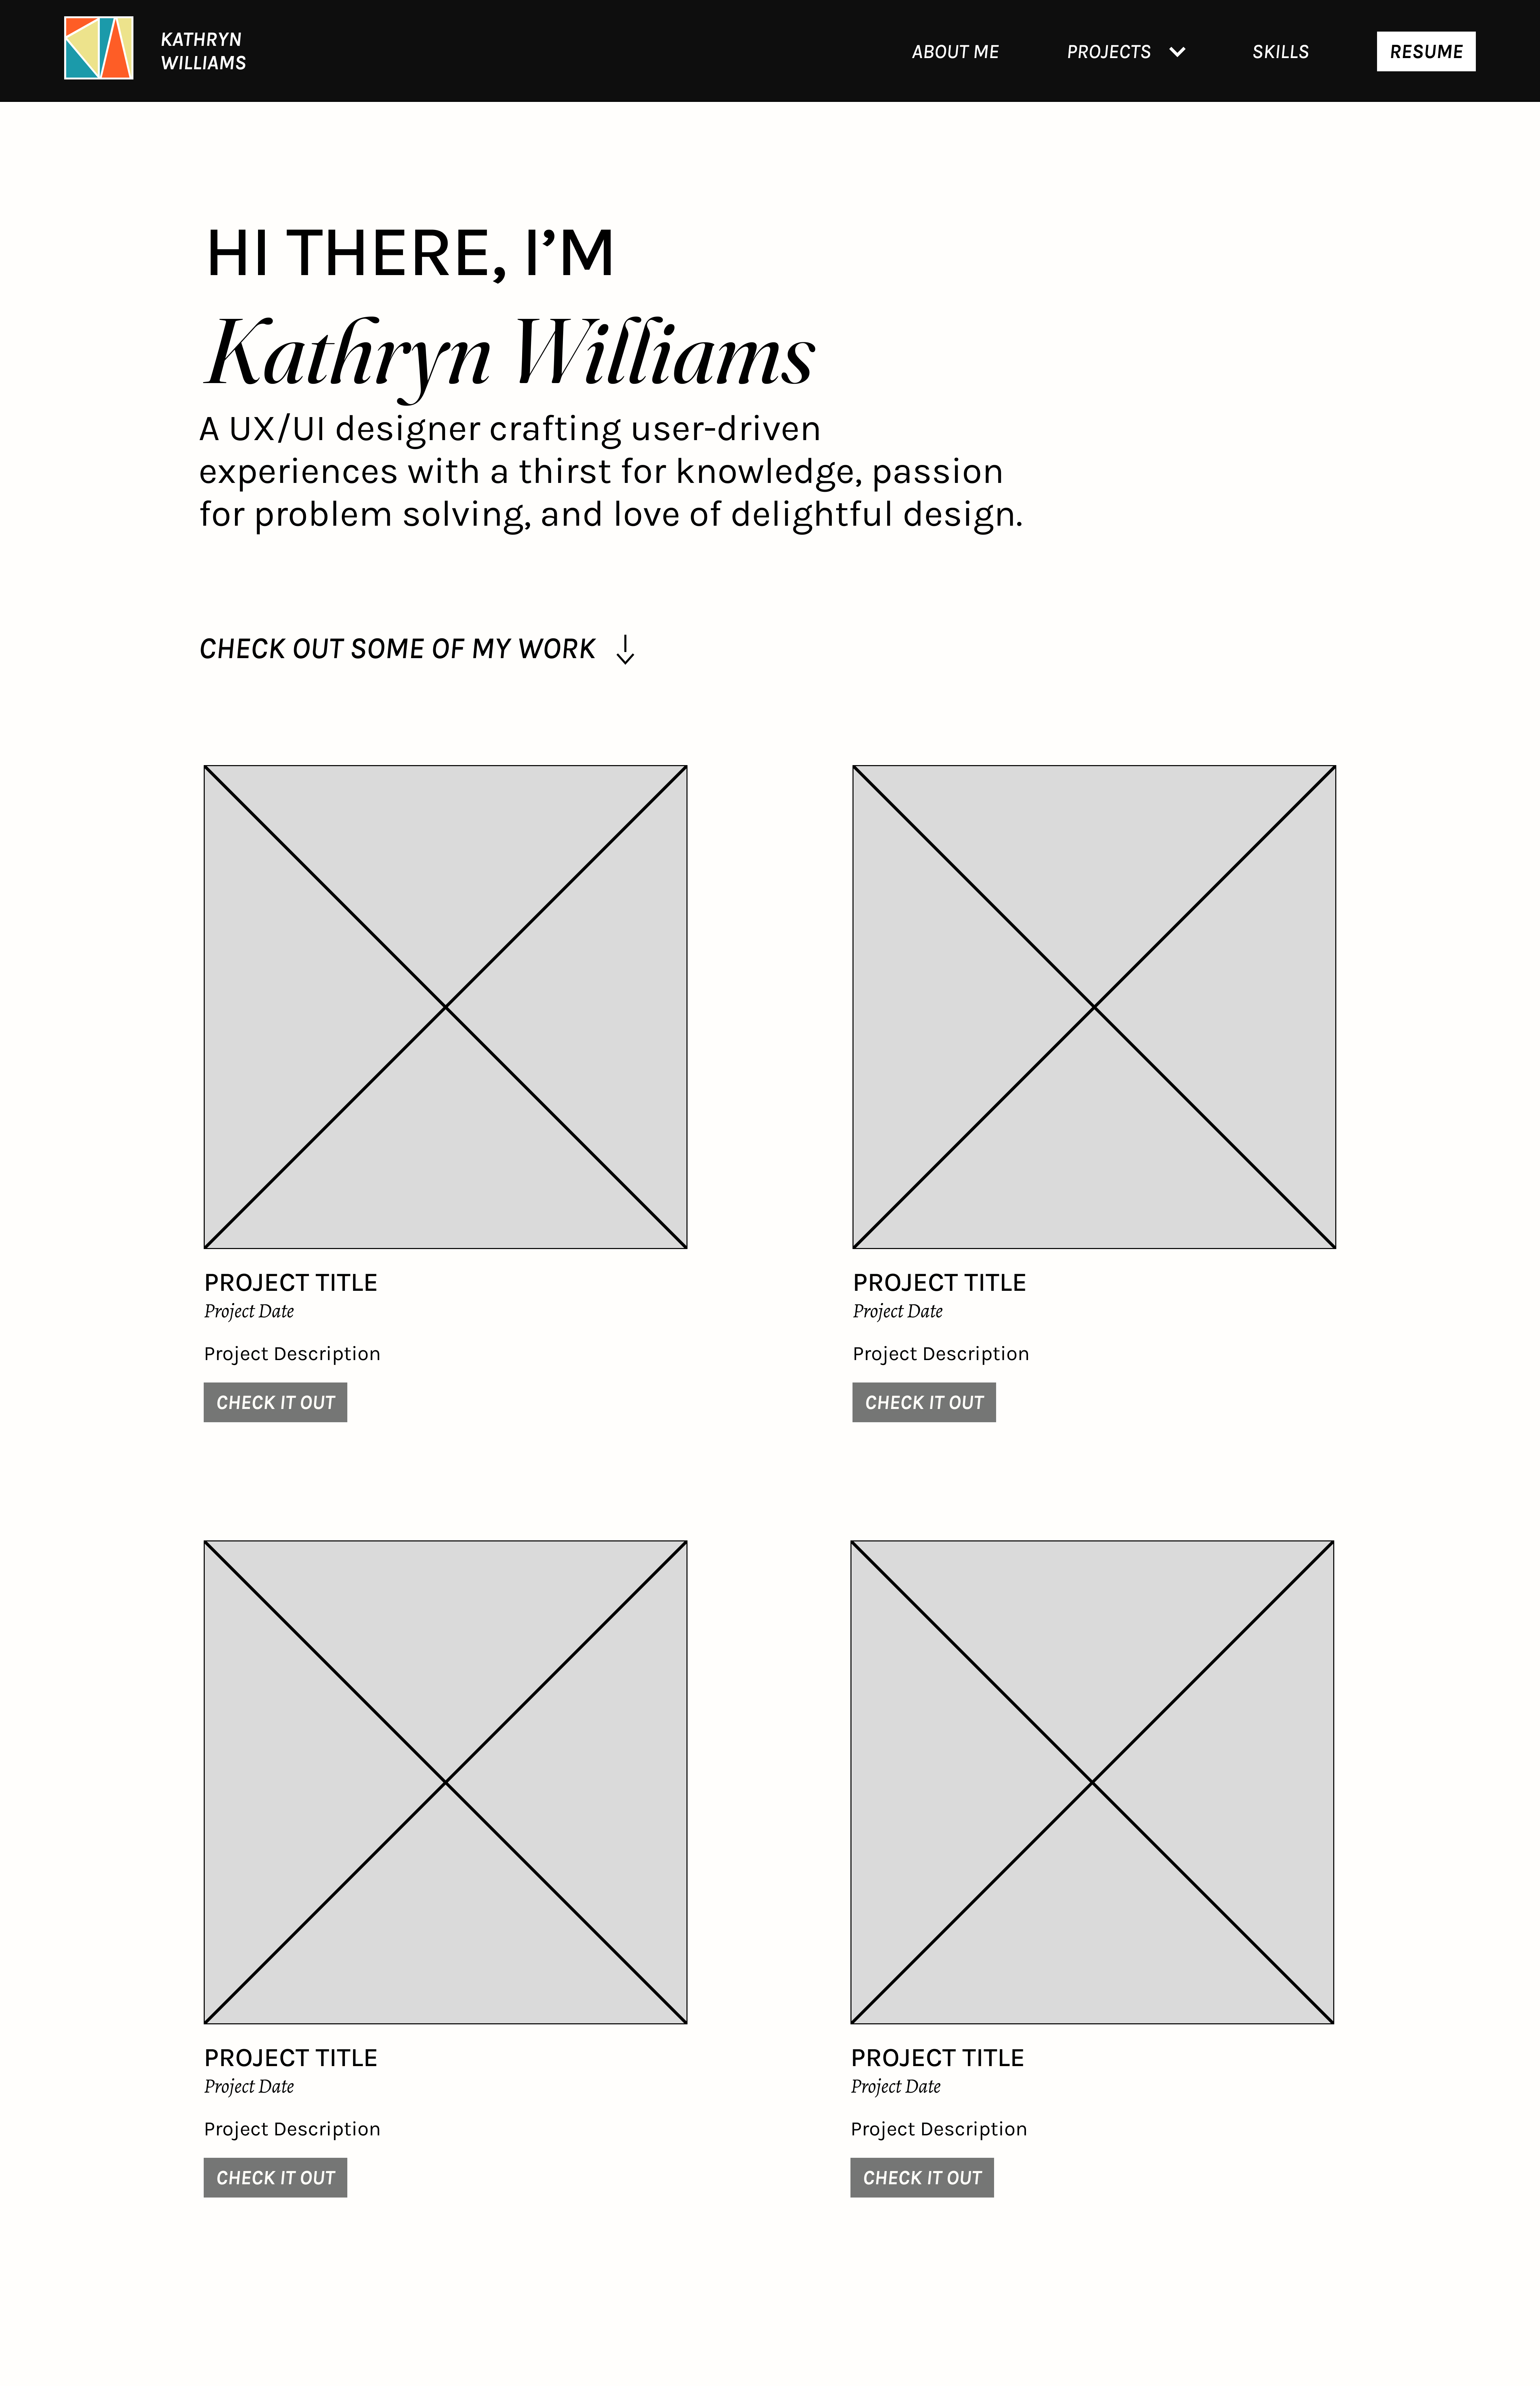 KATHRYN
WILLIAMS
ABOUT ME
PROJECTS
SKILLS
RESUME
HI THERE, I’M
Kathryn Williams
A UX/UI designer crafting user-driven
experiences with a thirst for knowledge, passion
for problem solving, and love of delightful design.
CHECK OUT SOME OF MY WORK
PROJECT TITLE
Project Date
Project Description
CHECK IT OUT
PROJECT TITLE
Project Date
Project Description
CHECK IT OUT
PROJECT TITLE
Project Date
Project Description
CHECK IT OUT
PROJECT TITLE
Project Date
Project Description
CHECK IT OUT